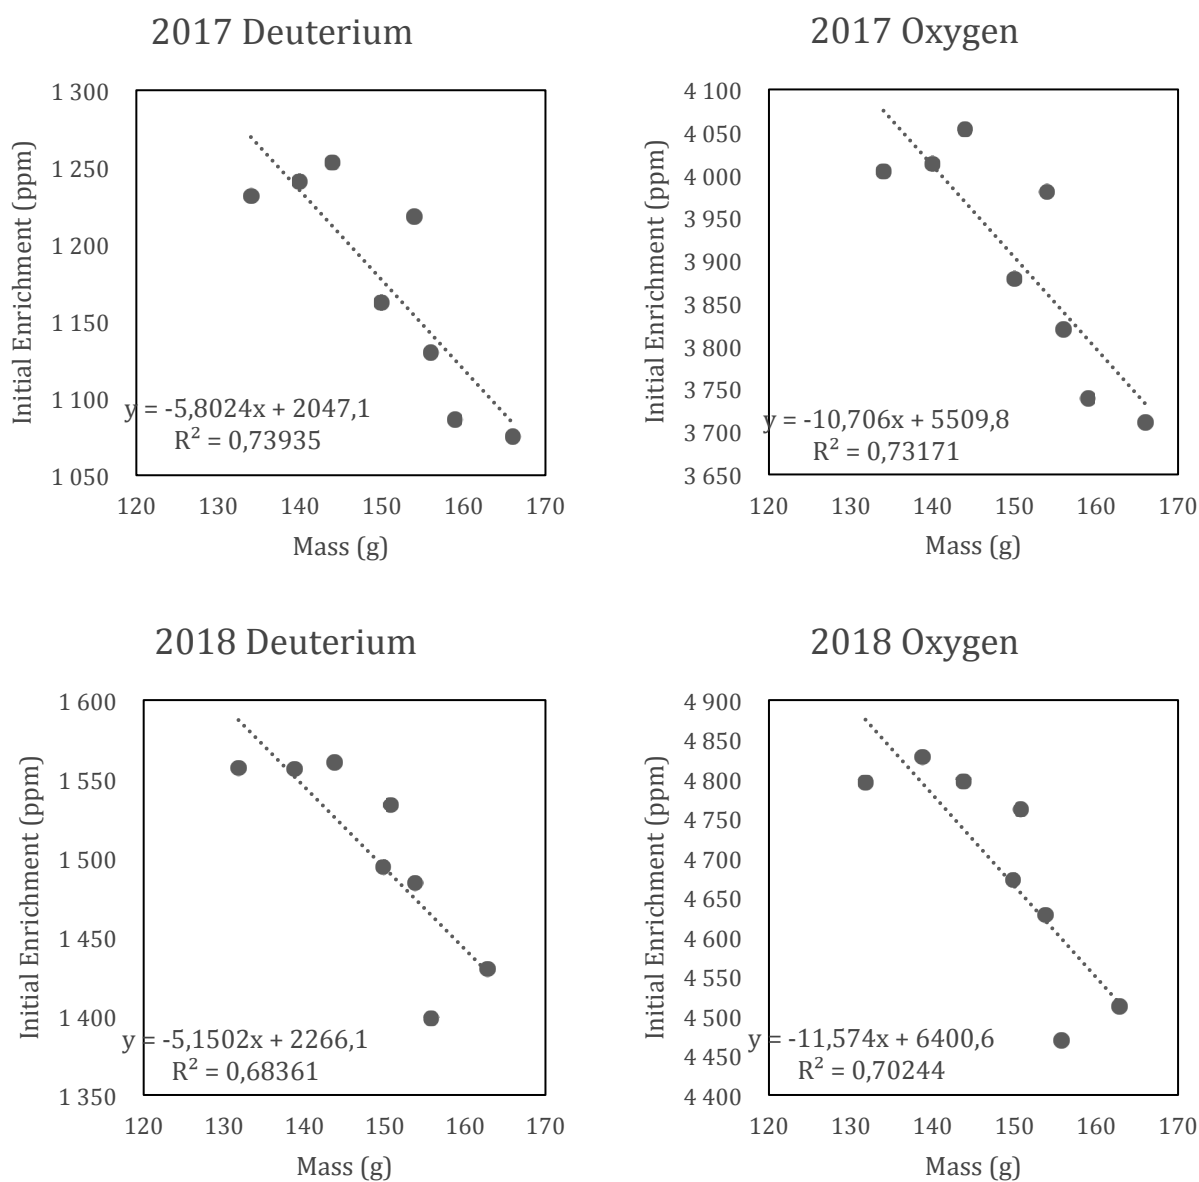 2017 Deuterium
Initial Enrichment (ppm)
1 300
1 250
1 200
1 150
1 100
1 050
y = -5,8024x + 2047,1
R² = 0,73935
120 130 140 150 160 170
Mass (g)
2017 Oxygen
Initial Enrichment (ppm)
4 100
4 050
4 000
3 950
3 900
3 850
3 800
3 750
3 700
3 650
y = -10,706x + 5509,8
R² = 0,73171
120 130 140 150 160 170
Mass (g)
2018 Deuterium
Initial Enrichment (ppm)
1 600
1 550
1 500
1 450
1 400
1 350
y = -5,1502x + 2266,1
R² = 0,68361
120 130 140 150 160 170
Mass (g)
2018 Oxygen
Initial Enrichment (ppm)
4 900
4 850
4 800
4 750
4 700
4 650
4 600
4 550
4 500
4 450
4 400
y = -11,574x + 6400,6
R² = 0,70244
120 130 140 150 160 170
Mass (g)